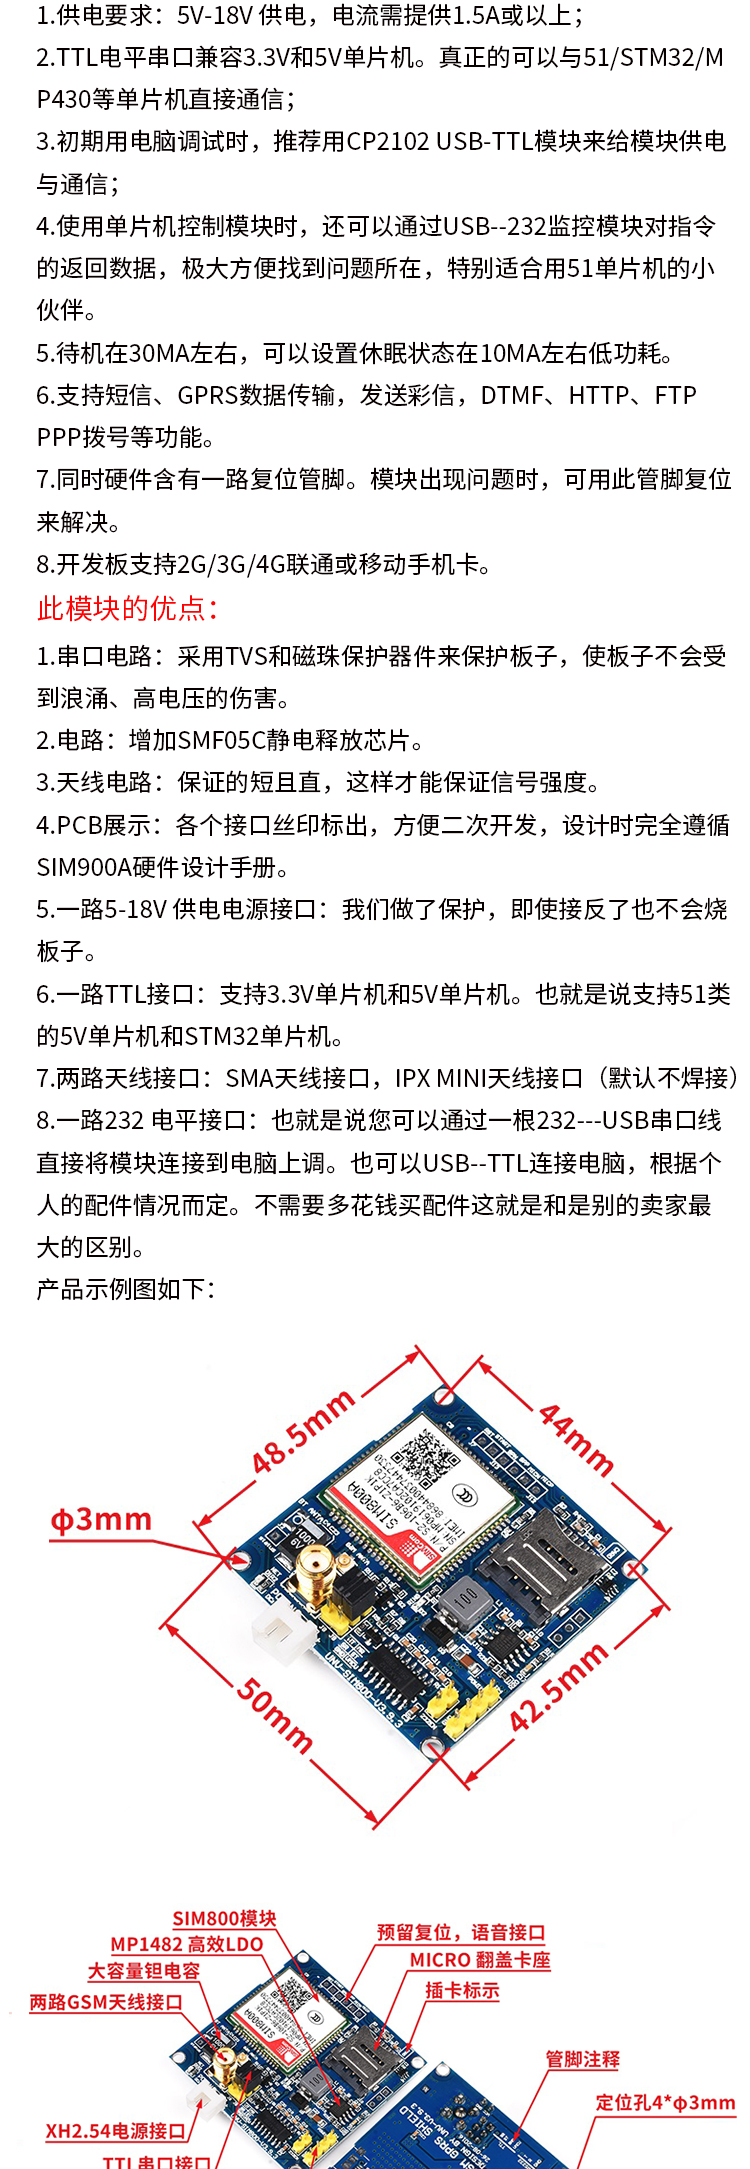 1.供电要求：5V-18V 供电，电流需提供1.5A或以上；
2.TTL电平串口兼容3.3V和5V单片机。真正的可以与51/STM32/M
P430等单片机直接通信；
3.初期用电脑调试时，推荐用CP2102 USB-TTL模块来给模块供电
与通信；
4.使用单片机控制模块时，还可以通过USB--232监控模块对指令
的返回数据，极大方便找到问题所在，特别适合用51单片机的小
伙伴。
5.待机在30MA左右，可以设置休眠状态在10MA左右低功耗。
6.支持短信、GPRS数据传输，发送彩信，DTMF、HTTP、FTP
PPP拨号等功能。
7.同时硬件含有一路复位管脚。模块出现问题时，可用此管脚复位
来解决。
8.开发板支持2G/3G/4G联通或移动手机卡。
此模块的优点：
1.串口电路：采用TVS和磁珠保护器件来保护板子，使板子不会受
到浪涌、高电压的伤害。
2.电路：增加SMF05C静电释放芯片。
3.天线电路：保证的短且直，这样才能保证信号强度。
4.PCB展示：各个接口丝印标出，方便二次开发，设计时完全遵循
SIM900A硬件设计手册。
5.一路5-18V 供电电源接口：我们做了保护，即使接反了也不会烧
板子。
6.一路TTL接口：支持3.3V单片机和5V单片机。也就是说支持51类
的5V单片机和STM32单片机。
7.两路天线接口：SMA天线接口，IPX MINI天线接口（默认不焊接）
8.一路232 电平接口：也就是说您可以通过一根232---USB串口线
直接将模块连接到电脑上调。也可以USB--TTL连接电脑，根据个
人的配件情况而定。不需要多花钱买配件这就是和是别的卖家最
大的区别。
产品示例图如下：
48.5mm
44mm
φ3mm
SIM800A
SIMCom
100
UNV-SIM800-V3.9.3
50mm
42.5mm
SIM800模块
MP1482 高效LDO
大容量钽电容
两路GSM天线接口
预留复位，语音接口
MICRO 翻盖卡座
插卡标示
SIM800A
管脚注释
定位孔4*φ3mm
XH2.54电源接口
TTL串口接口